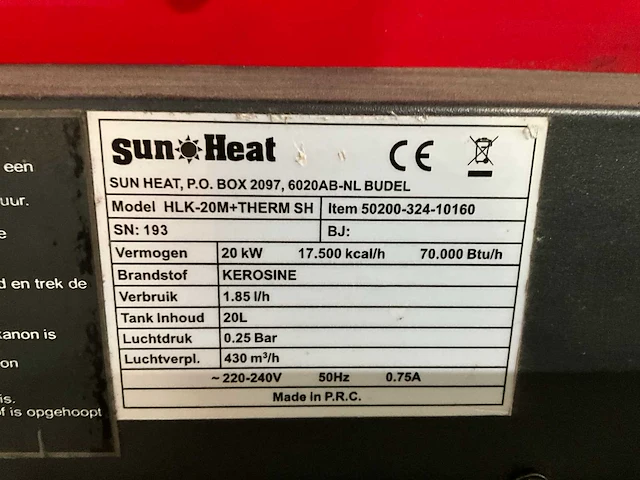 een
uur.
e
d en trek de
kanon is
on
is.
f is opgehoopt
Sun Heat
CE
SUN HEAT, P.O. BOX 2097, 6020AB-NL BUDEL
Model HLK-20M+THERM SH Item 50200-324-10160
SN: 193 BJ:
Vermogen 20 kW 17.500 kcal/h 70.000 Btu/h
Brandstof KEROSINE
Verbruik 1.85 l/h
Tank Inhoud 20L
Luchtdruk 0.25 Bar
Luchtverpl. 430 m³/h
~ 220-240V 50Hz 0.75A
Made in P.R.C.